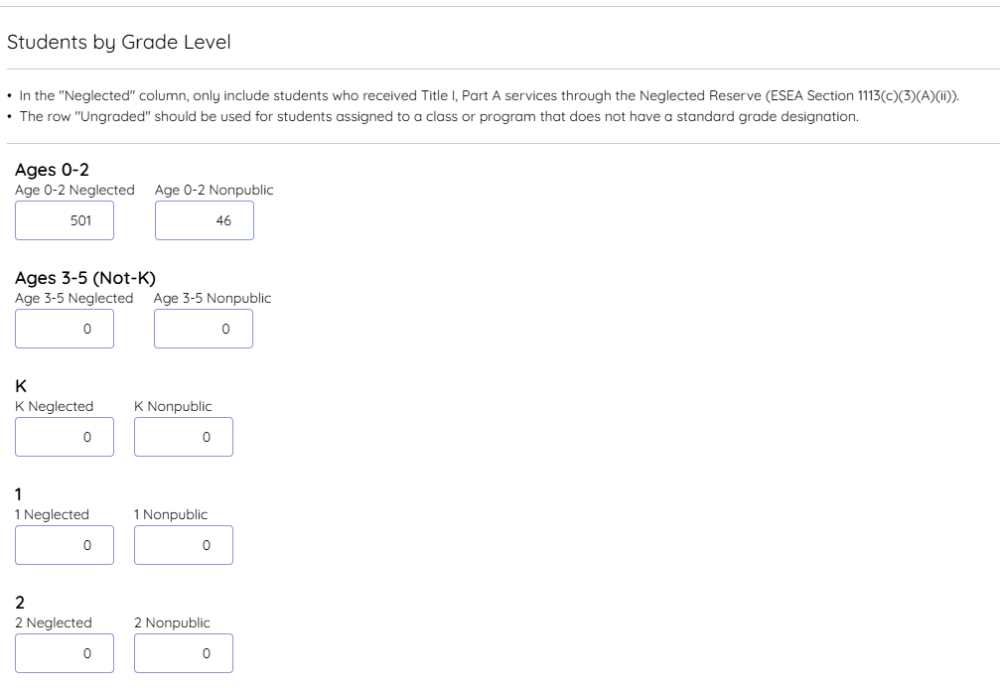 Students by Grade Level
• In the "Neglected" column, only include students who received Title I, Part A services through the Neglected Reserve (ESEA Section 1113(c)(3)(A)(ii)).
• The row "Ungraded" should be used for students assigned to a class or program that does not have a standard grade designation.
Ages 0-2
Age 0-2 Neglected Age 0-2 Nonpublic
501 46
Ages 3-5 (Not-K)
Age 3-5 Neglected Age 3-5 Nonpublic
0 0
K
K Neglected K Nonpublic
0 0
1
1 Neglected 1 Nonpublic
0 0
2
2 Neglected 2 Nonpublic
0 0